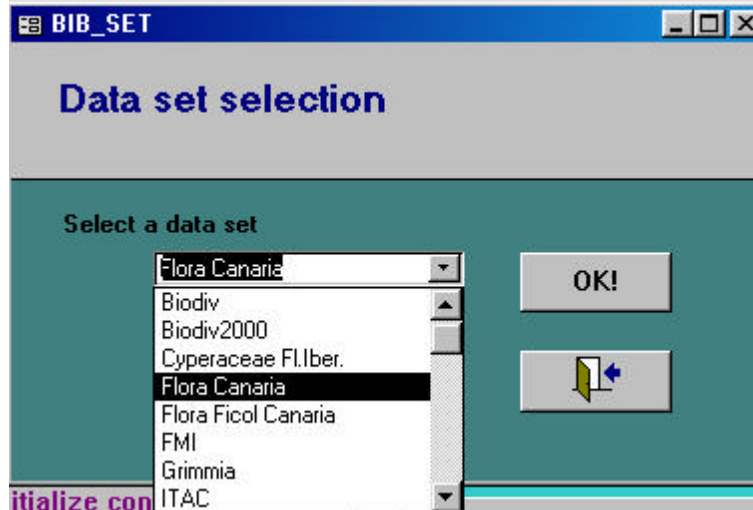 BIB_SET
Data set selection
Select a data set
Flora Canaria
OK!
Biodiv
Biodiv2000
Cyperaceae Fl.Iber.
Flora Canaria
Flora Ficol Canaria
FMI
Grimmia
ITAC
itialize con